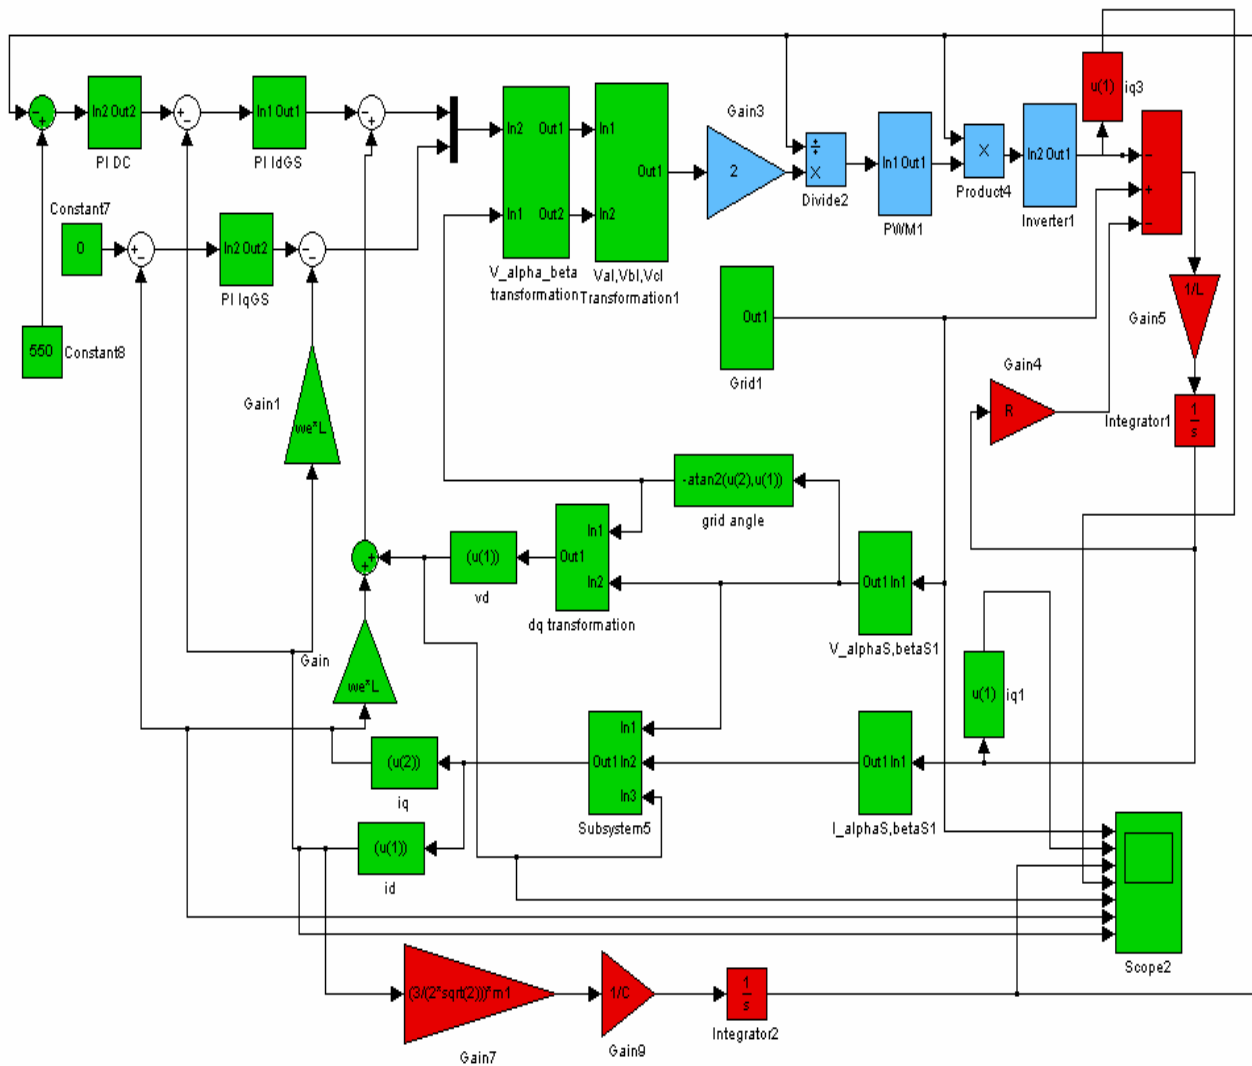 u(1)
iq3
In2 Out2
PI DC
+
−
In1 Out1
PI IdGS
In2
Out1
In1
Out2
V_alpha_beta
transformation
In1
Out1
In2
Val,Vbl,Vcl
Transformation1
Gain3
2
÷
X
Divide2
In1 Out1
PWM1
X
Product4
In2 Out1
Inverter1
−
+
−
Constant7
0
In2 Out2
PI IqGS
550
Constant8
Gain1
we*L
Out1
Grid1
1/L
Gain5
Gain4
R
Integrator1
1
s
-atan2(u(2),u(1))
grid angle
(u(1))
vd
In1
Out1
In2
dq transformation
Out1 In1
V_alphaS,betaS1
Gain
we*L
u(1)
iq1
(u(2))
iq
In1
Out1 In2
In3
Subsystem5
Out1 In1
I_alphaS,betaS1
(u(1))
id
Scope2
(3/(2*sqrt(2)))*m1
Gain7
1/C
Gain9
1
s
Integrator2